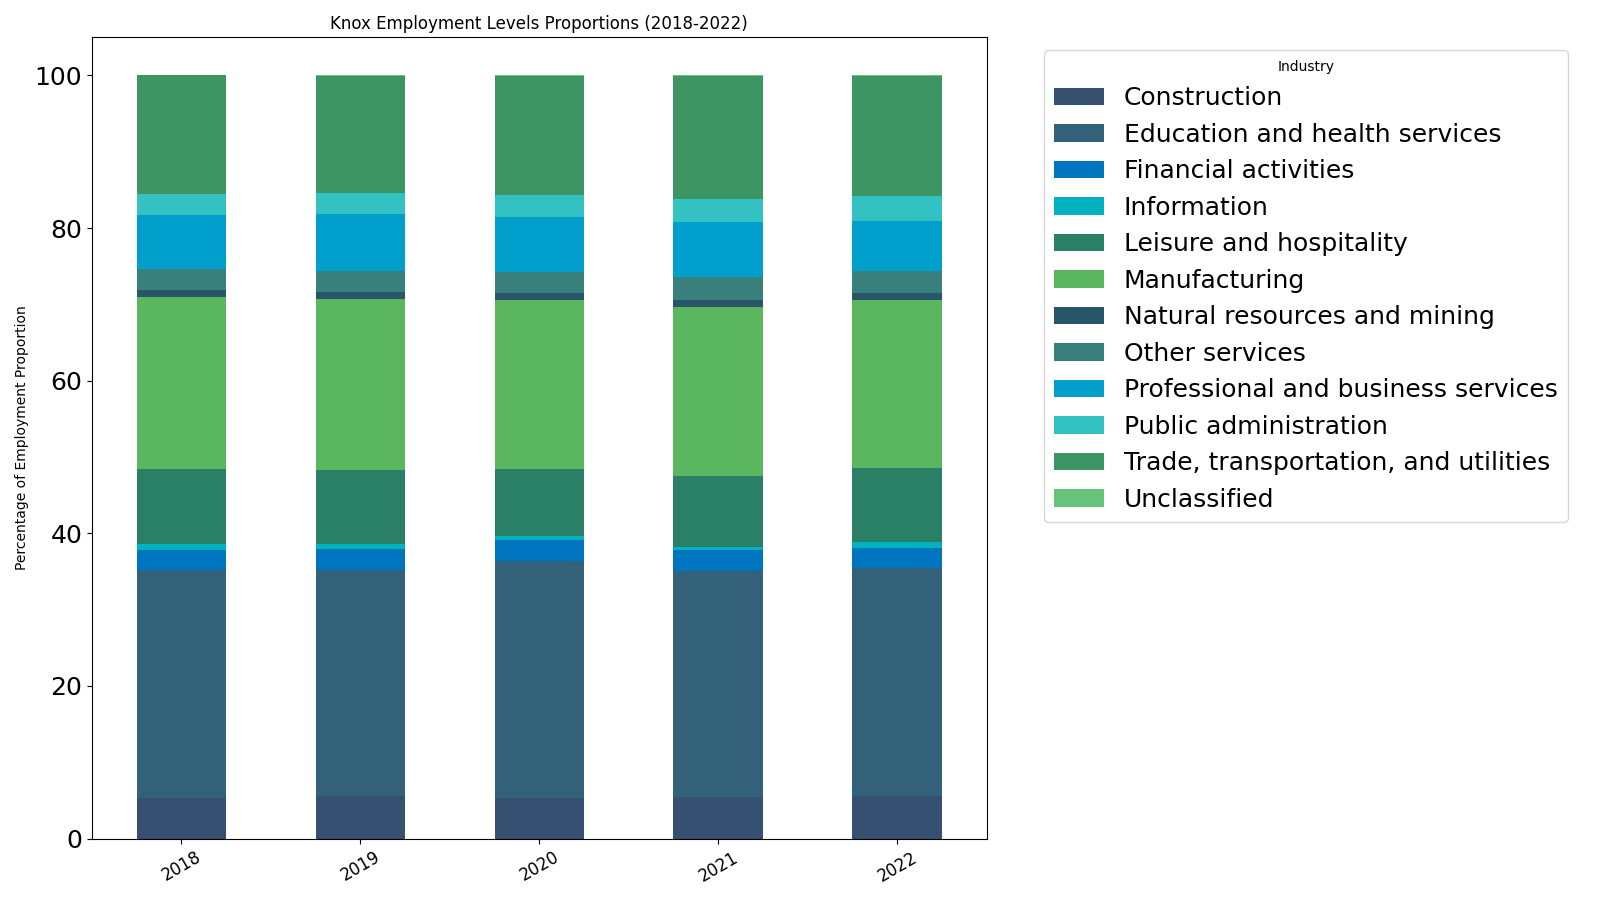 Knox Employment Levels Proportions (2018-2022)
Percentage of Employment Proportion
100
80
60
40
20
0
2018
2019
2020
2021
2022
Industry
Construction
Education and health services
Financial activities
Information
Leisure and hospitality
Manufacturing
Natural resources and mining
Other services
Professional and business services
Public administration
Trade, transportation, and utilities
Unclassified